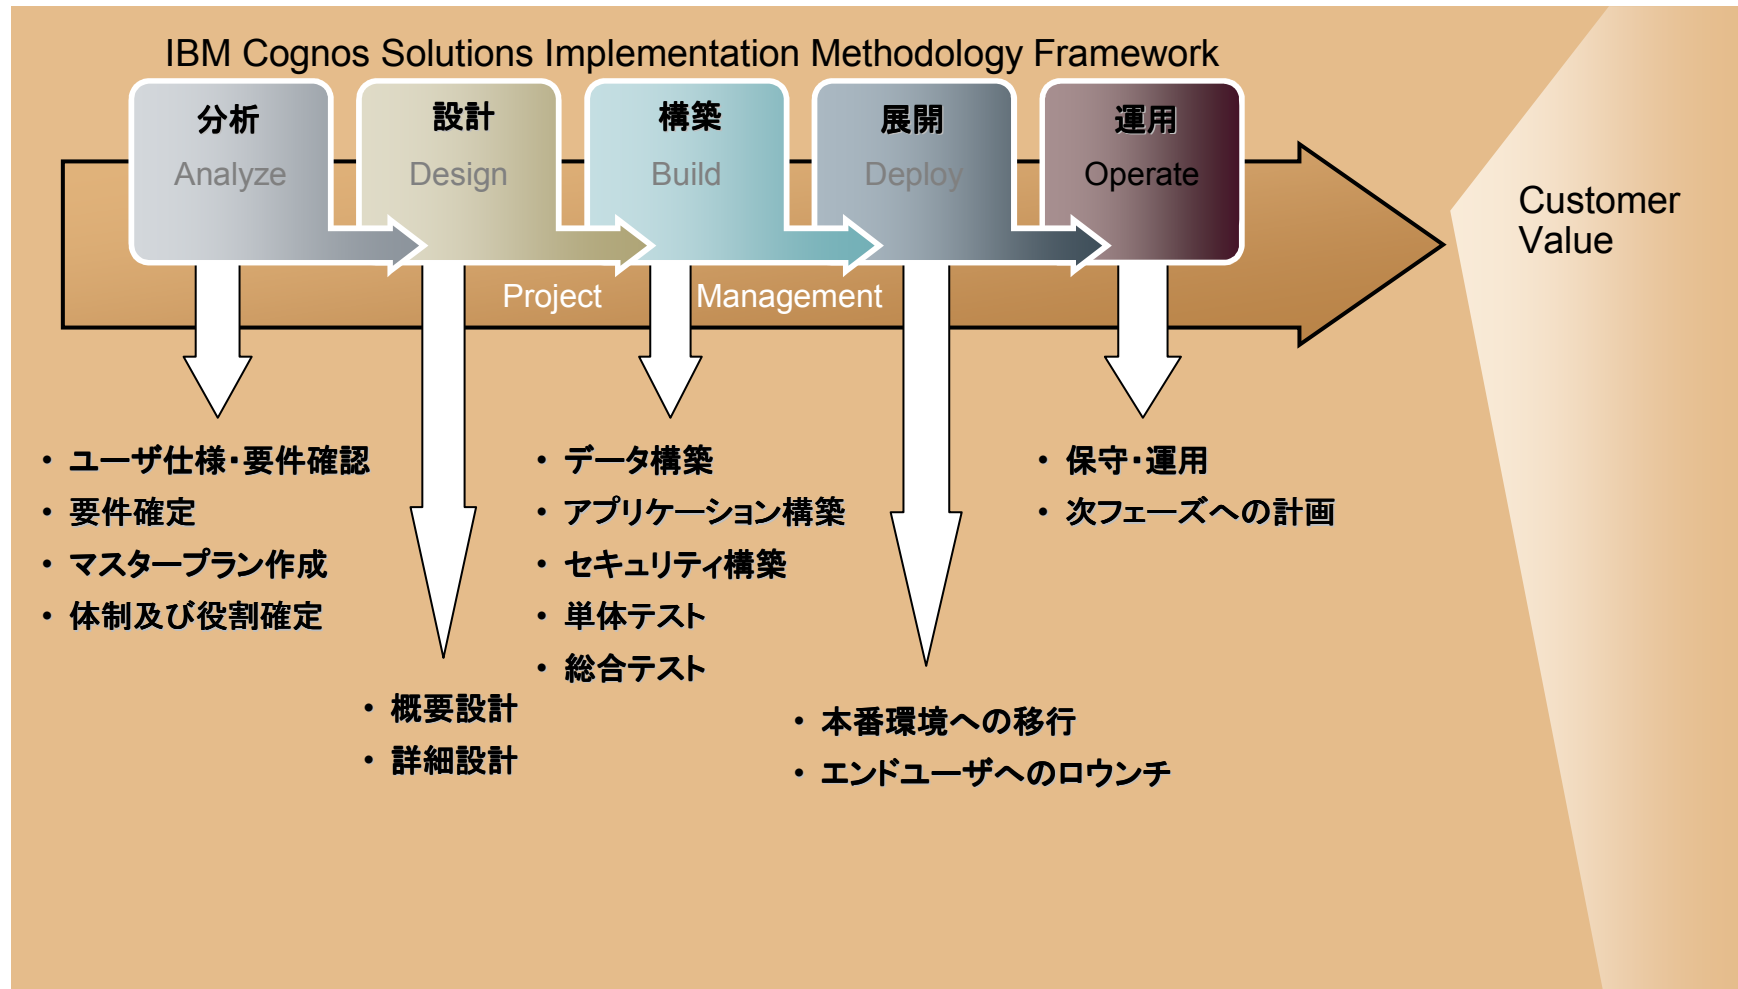 IBM Cognos Solutions Implementation Methodology Framework
分析
Analyze
設計
Design
構築
Build
展開
Deploy
運用
Operate
Project Management
Customer
Value
・ユーザ仕様・要件確認
・要件確定
・マスタープラン作成
・体制及び役割確定
・概要設計
・詳細設計
・データ構築
・アプリケーション構築
・セキュリティ構築
・単体テスト
・総合テスト
・本番環境への移行
・エンドユーザへのロウンチ
・保守・運用
・次フェーズへの計画